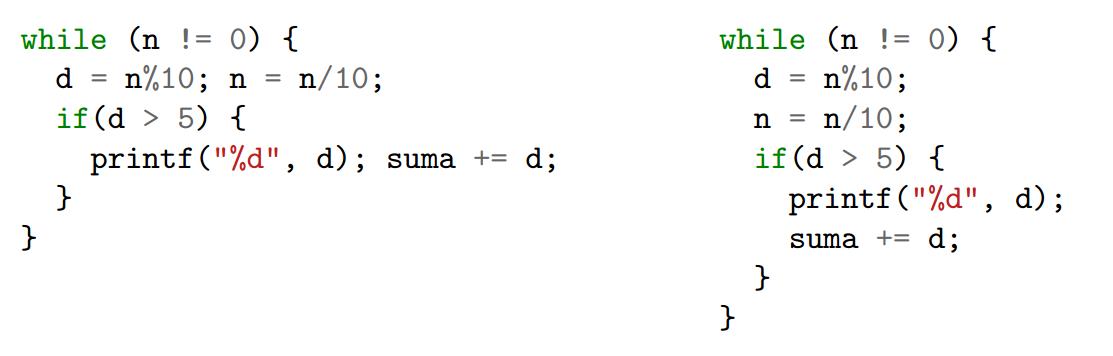 while (n != 0) {
  d = n%10; n = n/10;
  if(d > 5) {
    printf("%d", d); suma += d;
  }
}
while (n != 0) {
  d = n%10;
  n = n/10;
  if(d > 5) {
    printf("%d", d);
    suma += d;
  }
}